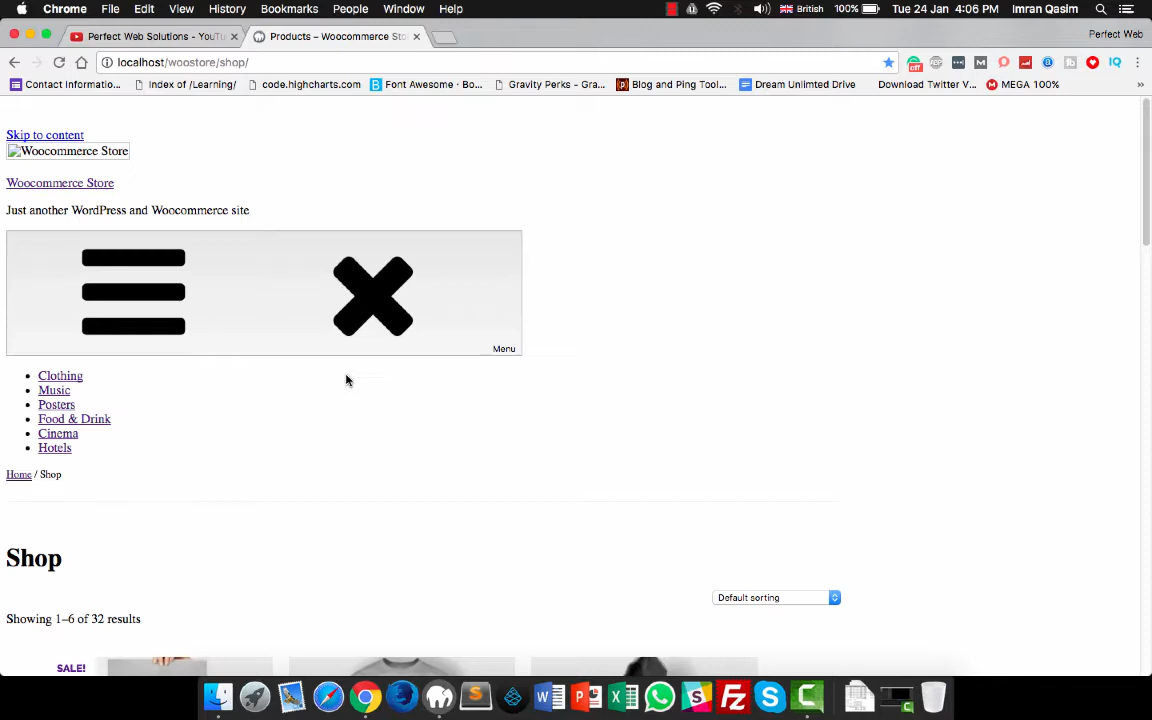 Chrome File Edit View History Bookmarks People Window Help British 100% Tue 24 Jan 4:06 PM Imran Qasim
Perfect Web Solutions - YouTu Products – Woocommerce Sto Perfect Web
localhost/woostore/shop/
Contact Informatio... Index of /Learning/ code.highcharts.com Font Awesome · Bo... Gravity Perks - Gra... Blog and Ping Tool... Dream Unlimted Drive Download Twitter V... MEGA 100% »
Skip to content
Woocommerce Store
Woocommerce Store
Just another WordPress and Woocommerce site
Menu
Clothing
Music
Posters
Food & Drink
Cinema
Hotels
Home / Shop
Shop
Default sorting
Showing 1–6 of 32 results
SALE!